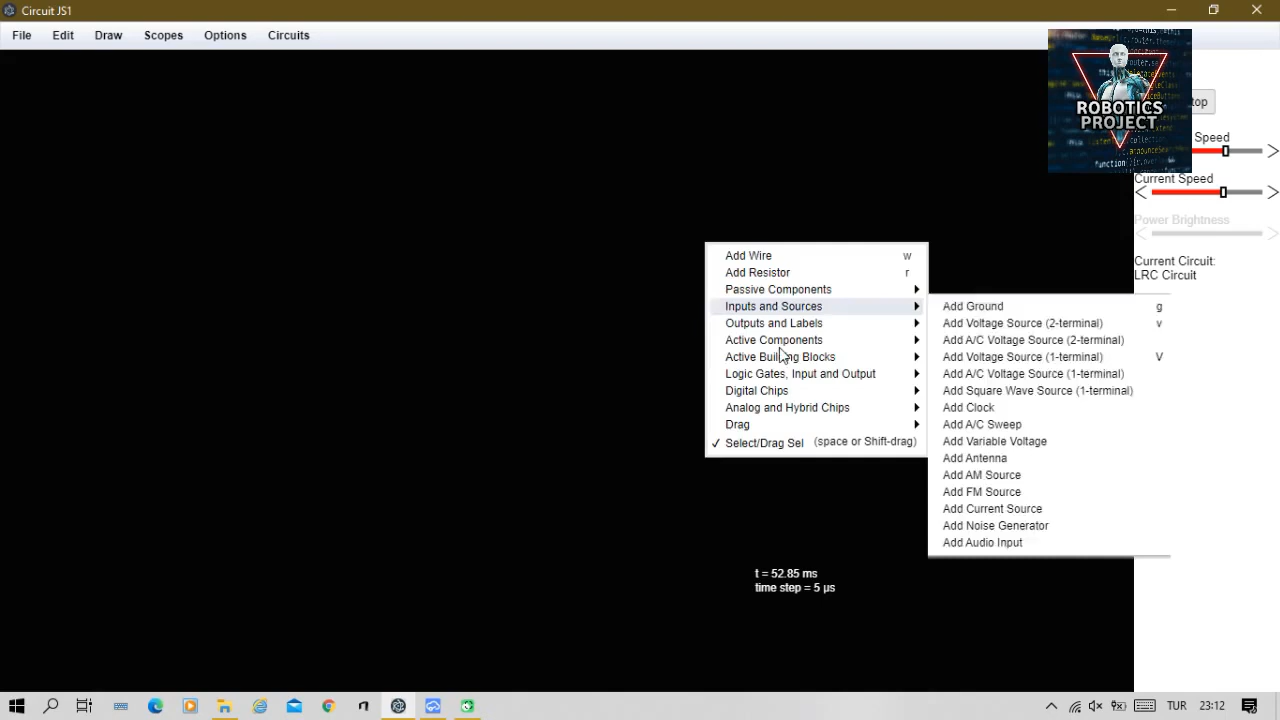 Circuit JS1
File Edit Draw Scopes Options Circuits
ROBOTICS
PROJECT
top
Speed
Current Speed
Power Brightness
Current Circuit:
LRC Circuit
Add Wire w
Add Resistor r
Passive Components
Inputs and Sources
Outputs and Labels
Active Components
Active Building Blocks
Logic Gates, Input and Output
Digital Chips
Analog and Hybrid Chips
Drag
Select/Drag Sel (space or Shift-drag)
Add Ground g
Add Voltage Source (2-terminal) v
Add A/C Voltage Source (2-terminal)
Add Voltage Source (1-terminal) V
Add A/C Voltage Source (1-terminal)
Add Square Wave Source (1-terminal)
Add Clock
Add A/C Sweep
Add Variable Voltage
Add Antenna
Add AM Source
Add FM Source
Add Current Source
Add Noise Generator
Add Audio Input
t = 52.85 ms
time step = 5 µs
TUR 23:12